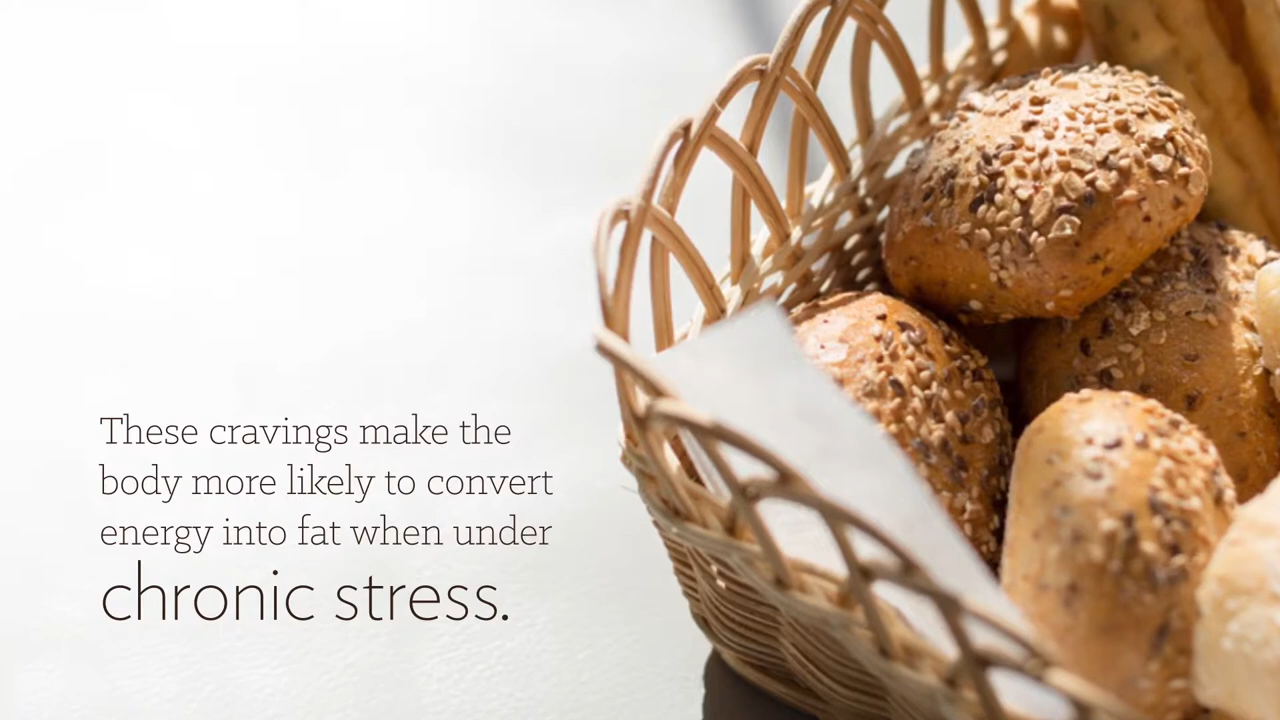 These cravings make the
body more likely to convert
energy into fat when under
chronic stress.